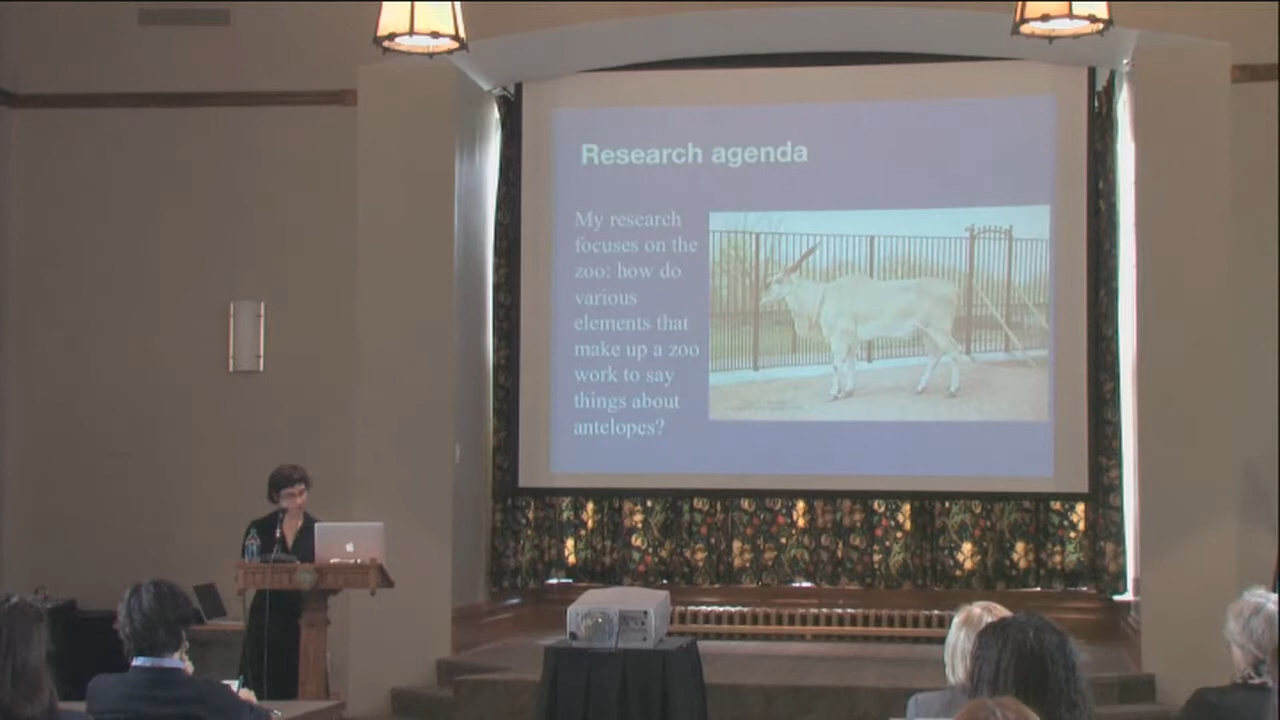 Research agenda
My research
focuses on the
zoo: how do
various
elements that
make up a zoo
work to say
things about
antelopes?